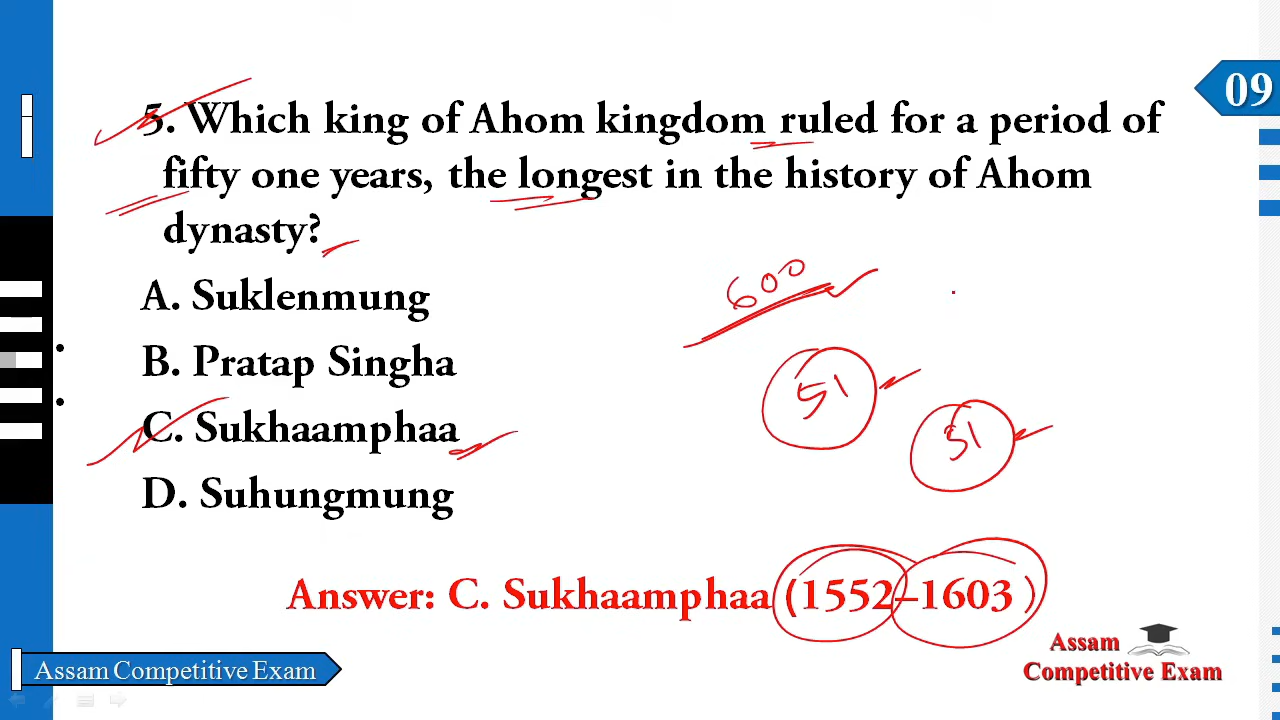 09
5. Which king of Ahom kingdom ruled for a period of
fifty one years, the longest in the history of Ahom
dynasty?
A. Suklenmung
600
B. Pratap Singha
51
C. Sukhaamphaa
51
D. Suhungmung
Answer: C. Sukhaamphaa (1552–1603 )
Assam Competitive Exam
Assam
Competitive Exam